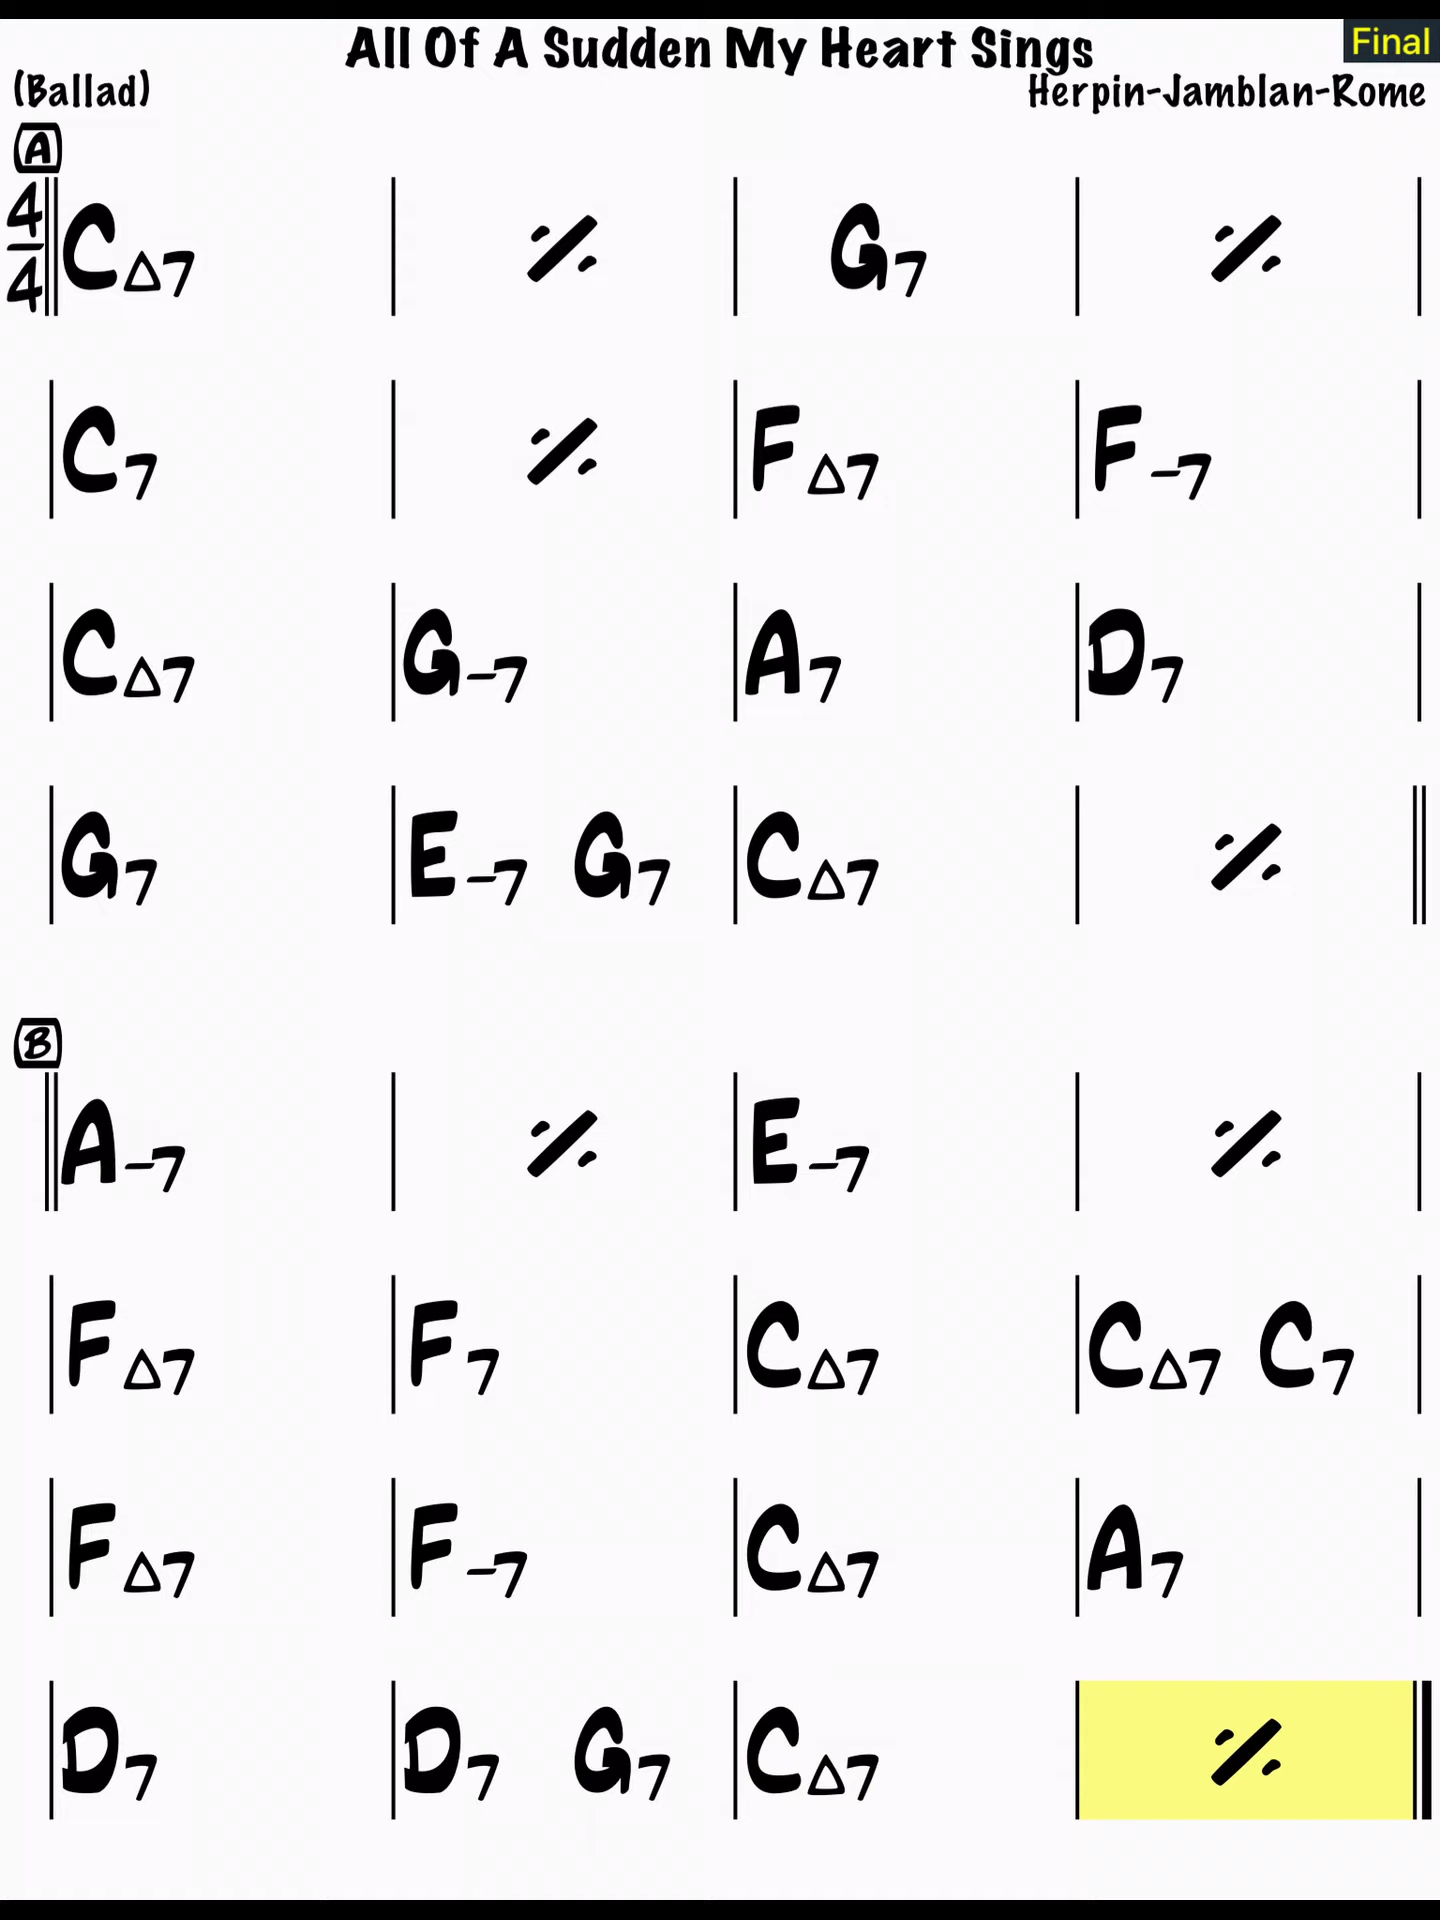 All Of A Sudden My Heart Sings
Final
(Ballad)
Herpin-Jamblan-Rome
A
4/4 CΔ7 | 𝄎 | G7 | 𝄎
C7 | 𝄎 | FΔ7 | F-7
CΔ7 | G-7 | A7 | D7
G7 | E-7 G7 | CΔ7 | 𝄎
B
A-7 | 𝄎 | E-7 | 𝄎
FΔ7 | F7 | CΔ7 | CΔ7 C7
FΔ7 | F-7 | CΔ7 | A7
D7 | D7 G7 | CΔ7 | 𝄎